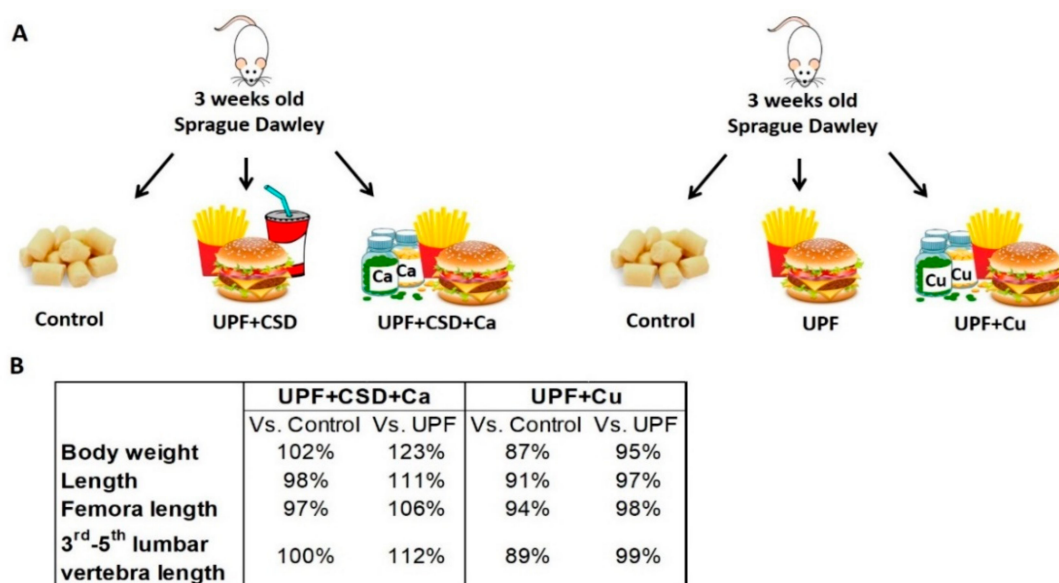 A
3 weeks old
Sprague Dawley
Ca
Ca
Control
UPF+CSD
UPF+CSD+Ca
3 weeks old
Sprague Dawley
Cu
Cu
Control
UPF
UPF+Cu
B
UPF+CSD+Ca UPF+Cu
Vs. Control Vs. UPF Vs. Control Vs. UPF
Body weight 102% 123% 87% 95%
Length 98% 111% 91% 97%
Femora length 97% 106% 94% 98%
3rd-5th lumbar
vertebra length 100% 112% 89% 99%